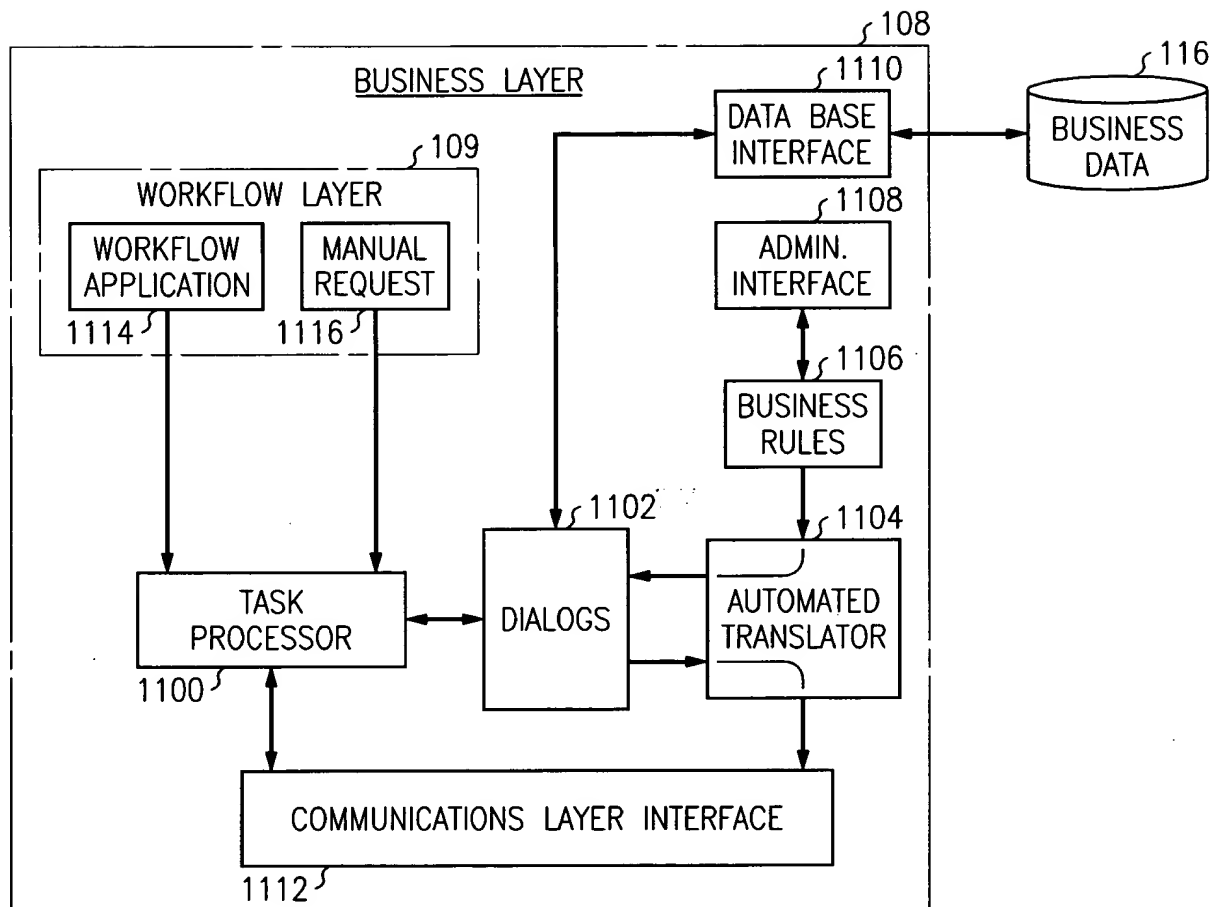 108
BUSINESS LAYER
1110
DATA BASE
INTERFACE
116
BUSINESS
DATA
109
WORKFLOW LAYER
WORKFLOW
APPLICATION
1114
MANUAL
REQUEST
1116
1108
ADMIN.
INTERFACE
1106
BUSINESS
RULES
1102
DIALOGS
1104
AUTOMATED
TRANSLATOR
TASK
PROCESSOR
1100
COMMUNICATIONS LAYER INTERFACE
1112